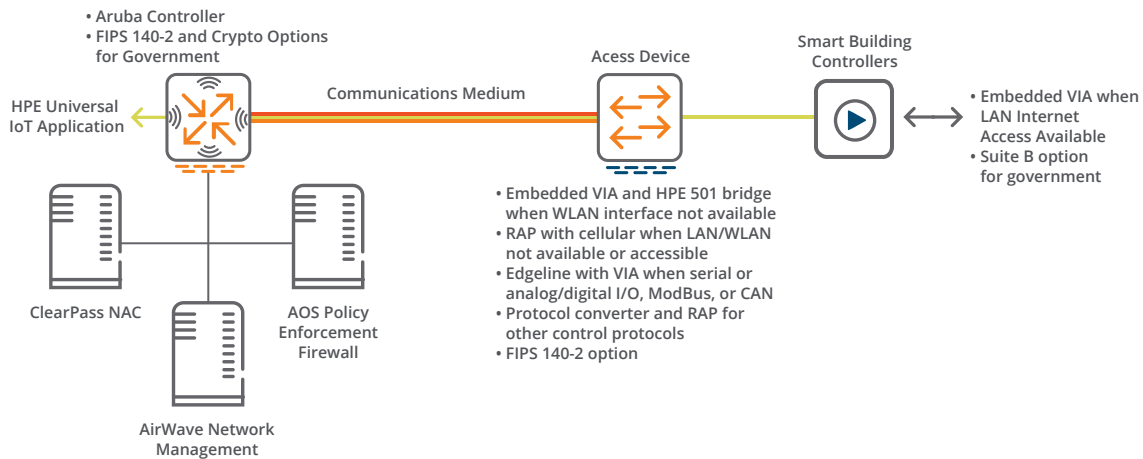 • Aruba Controller
• FIPS 140-2 and Crypto Options
for Government
HPE Universal
IoT Application
Communications Medium
Acess Device
Smart Building
Controllers
• Embedded VIA when
LAN Internet
Access Available
• Suite B option
for government
• Embedded VIA and HPE 501 bridge
when WLAN interface not available
• RAP with cellular when LAN/WLAN
not available or accessible
• Edgeline with VIA when serial or
analog/digital I/O, ModBus, or CAN
• Protocol converter and RAP for
other control protocols
• FIPS 140-2 option
ClearPass NAC
AOS Policy
Enforcement
Firewall
AirWave Network
Management